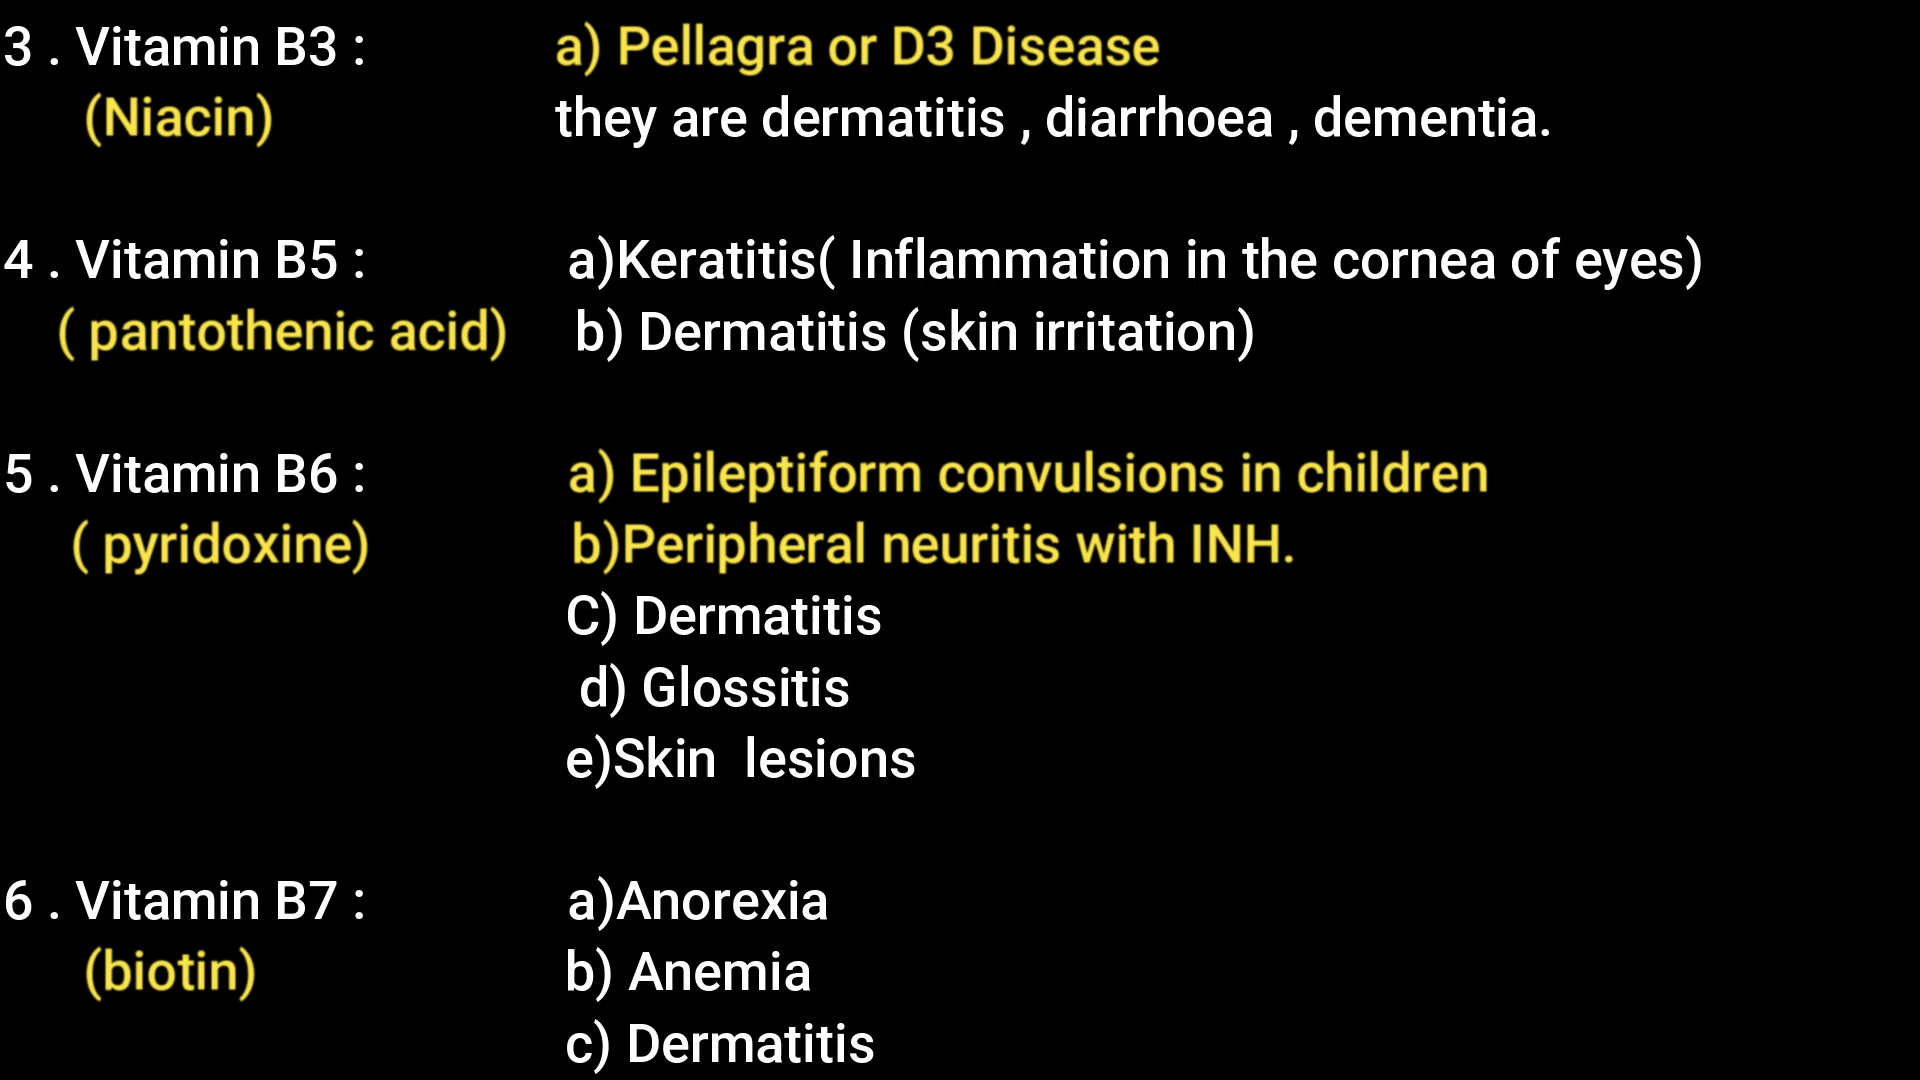 3 . Vitamin B3 : a) Pellagra or D3 Disease
(Niacin) they are dermatitis , diarrhoea , dementia.
4 . Vitamin B5 : a)Keratitis( Inflammation in the cornea of eyes)
( pantothenic acid) b) Dermatitis (skin irritation)
5 . Vitamin B6 : a) Epileptiform convulsions in children
( pyridoxine) b)Peripheral neuritis with INH.
C) Dermatitis
d) Glossitis
e)Skin lesions
6 . Vitamin B7 : a)Anorexia
(biotin) b) Anemia
c) Dermatitis